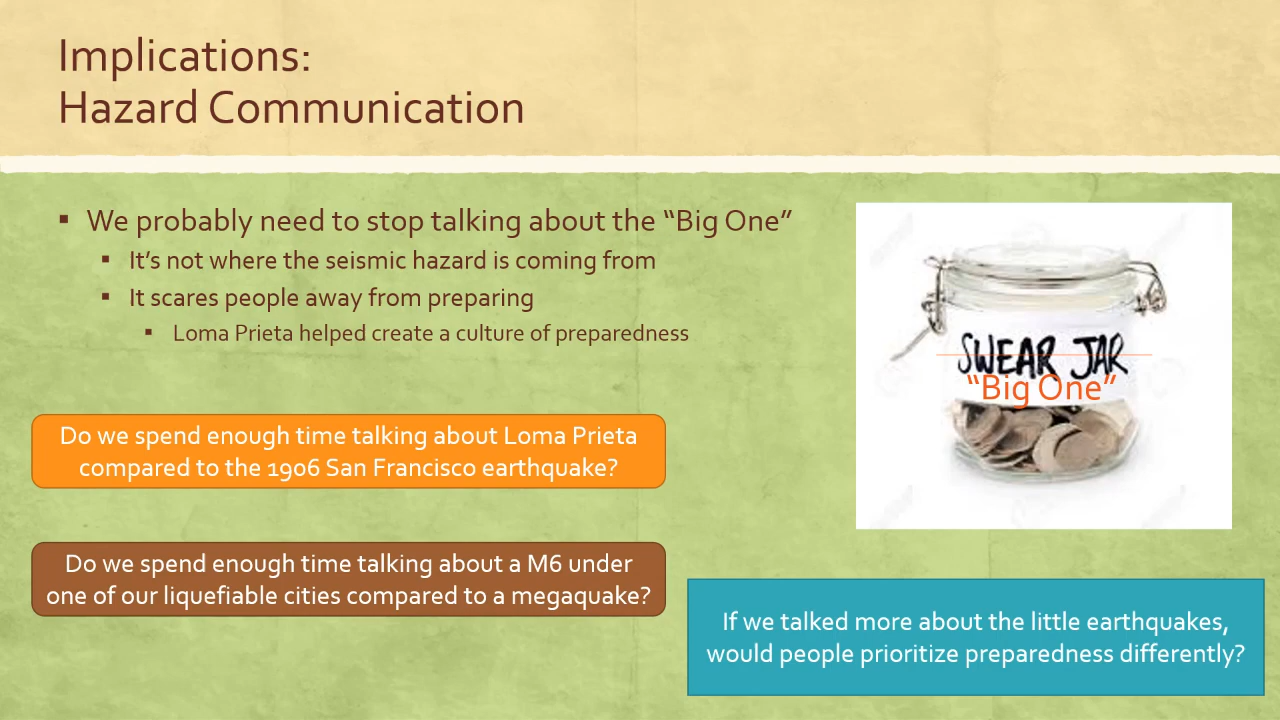 Implications:
Hazard Communication
▪ We probably need to stop talking about the “Big One”
▪ It’s not where the seismic hazard is coming from
▪ It scares people away from preparing
▪ Loma Prieta helped create a culture of preparedness
SWEAR JAR
“Big One”
Do we spend enough time talking about Loma Prieta
compared to the 1906 San Francisco earthquake?
Do we spend enough time talking about a M6 under
one of our liquefiable cities compared to a megaquake?
If we talked more about the little earthquakes,
would people prioritize preparedness differently?